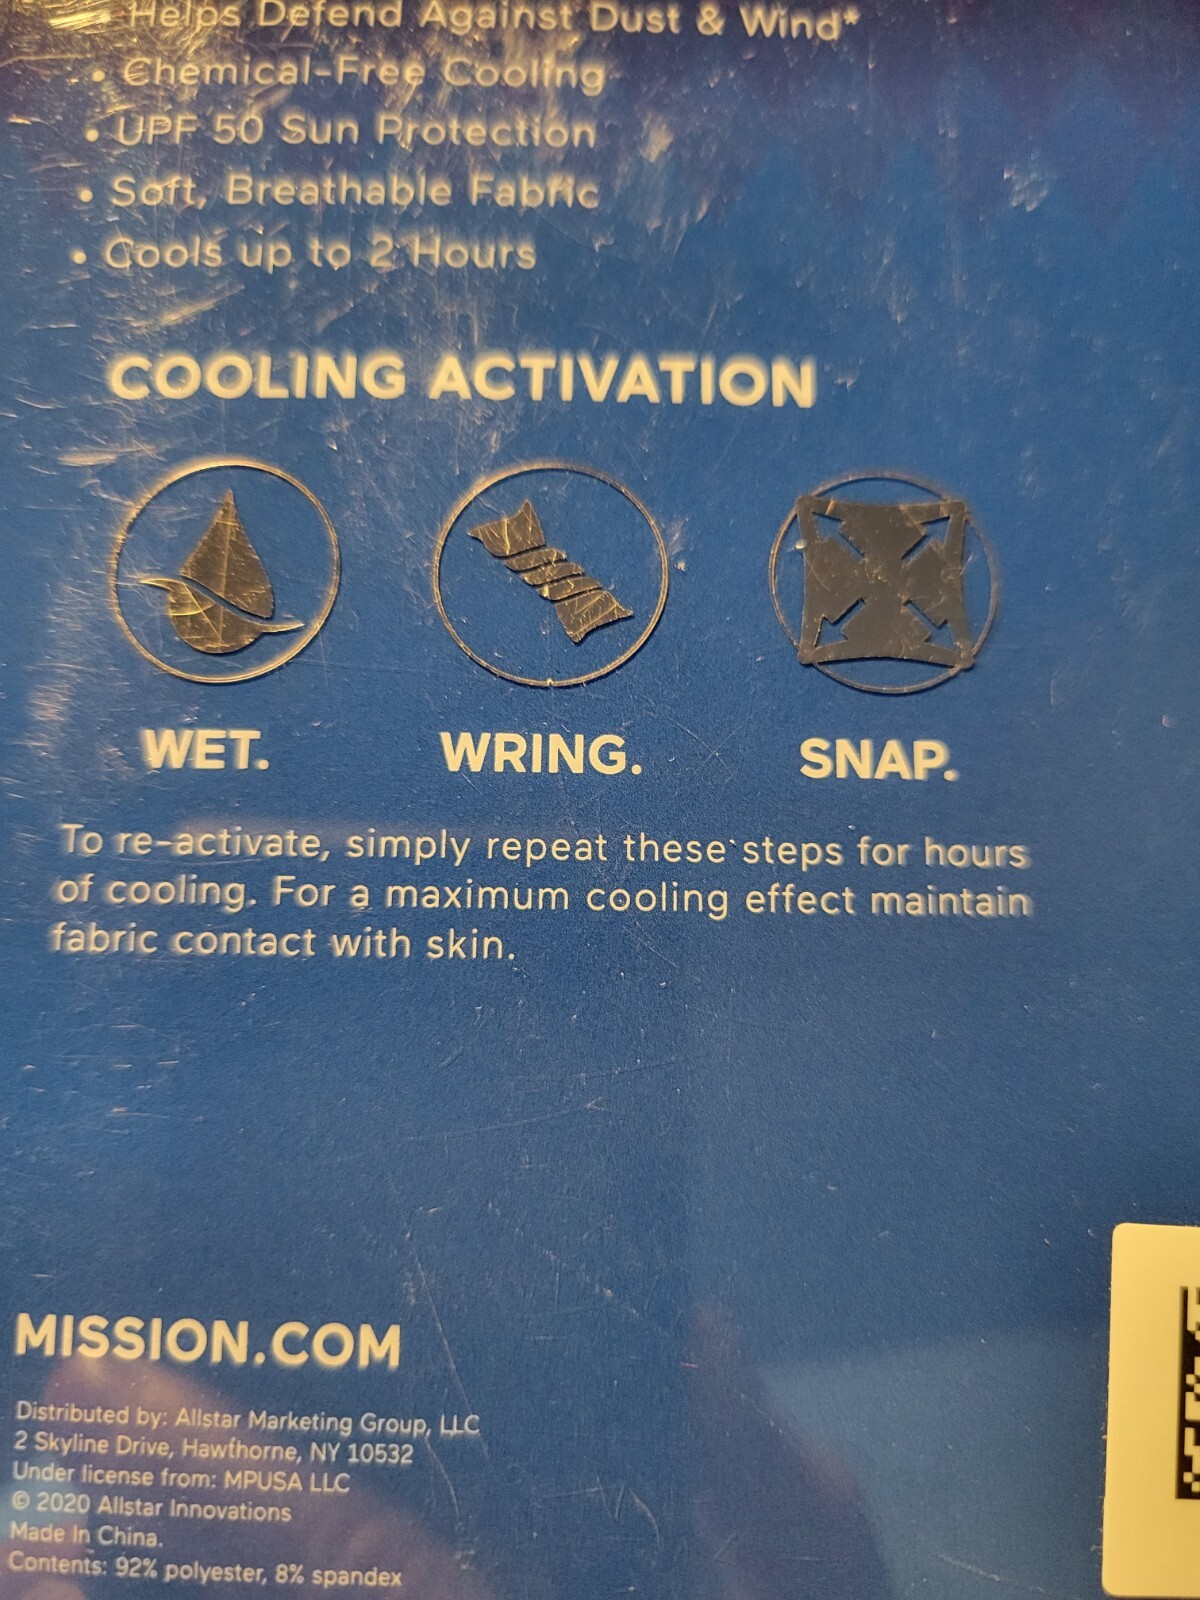 • Helps Defend Against Dust & Wind*
• Chemical-Free Cooling
• UPF 50 Sun Protection
• Soft, Breathable Fabric
• Cools up to 2 Hours
COOLING ACTIVATION
WET. WRING. SNAP.
To re-activate, simply repeat these steps for hours
of cooling. For a maximum cooling effect maintain
fabric contact with skin.
MISSION.COM
Distributed by: Allstar Marketing Group, LLC
2 Skyline Drive, Hawthorne, NY 10532
Under license from: MPUSA LLC
© 2020 Allstar Innovations
Made In China.
Contents: 92% polyester, 8% spandex